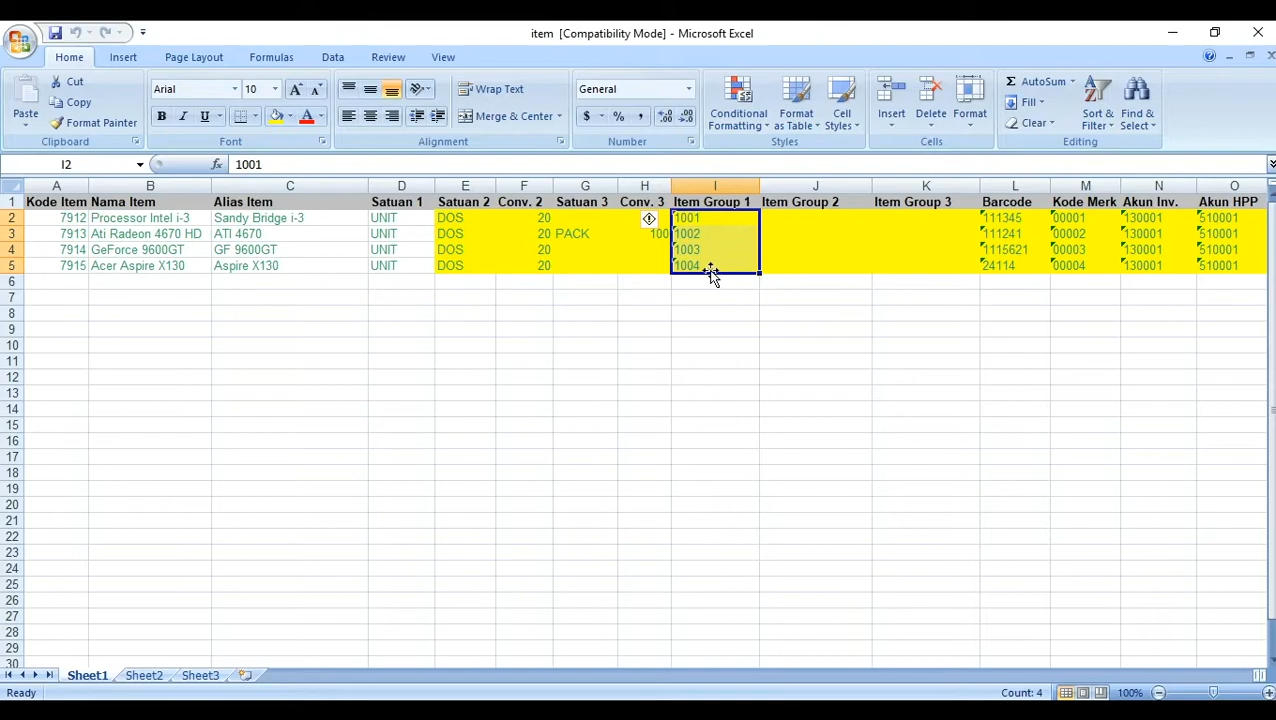 item [Compatibility Mode] - Microsoft Excel
Home Insert Page Layout Formulas Data Review View
Paste Cut Copy Format Painter Clipboard
Arial 10 B I U Font
Wrap Text Merge & Center Alignment
General $ % , Number
Conditional Formatting Format as Table Cell Styles Styles
Insert Delete Format Cells
AutoSum Fill Clear Sort & Filter Find & Select Editing
I2 fx 1001
A B C D E F G H I J K L M N O
1 Kode Item Nama Item Alias Item Satuan 1 Satuan 2 Conv. 2 Satuan 3 Conv. 3 Item Group 1 Item Group 2 Item Group 3 Barcode Kode Merk Akun Inv. Akun HPP
2 7912 Processor Intel i-3 Sandy Bridge i-3 UNIT DOS 20 1001 111345 00001 130001 510001
3 7913 Ati Radeon 4670 HD ATI 4670 UNIT DOS 20 PACK 100 1002 111241 00002 130001 510001
4 7914 GeForce 9600GT GF 9600GT UNIT DOS 20 1003 1115621 00003 130001 510001
5 7915 Acer Aspire X130 Aspire X130 UNIT DOS 20 1004 24114 00004 130001 510001
6
7
8
9
10
11
12
13
14
15
16
17
18
19
20
21
22
23
24
25
26
27
28
29
30
Sheet1 Sheet2 Sheet3
Ready Count: 4 100%